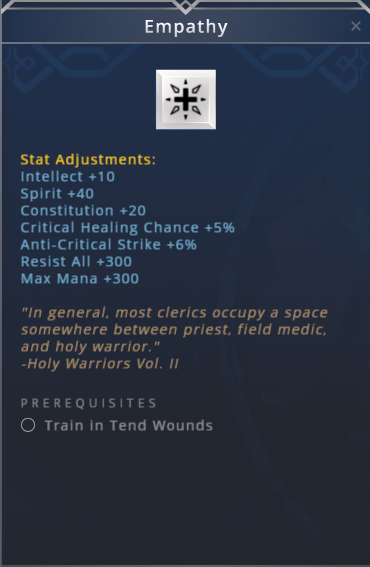 Empathy
Stat Adjustments:
Intellect +10
Spirit +40
Constitution +20
Critical Healing Chance +5%
Anti-Critical Strike +6%
Resist All +300
Max Mana +300
"In general, most clerics occupy a space
somewhere between priest, field medic,
and holy warrior."
-Holy Warriors Vol. II
PREREQUISITES
Train in Tend Wounds